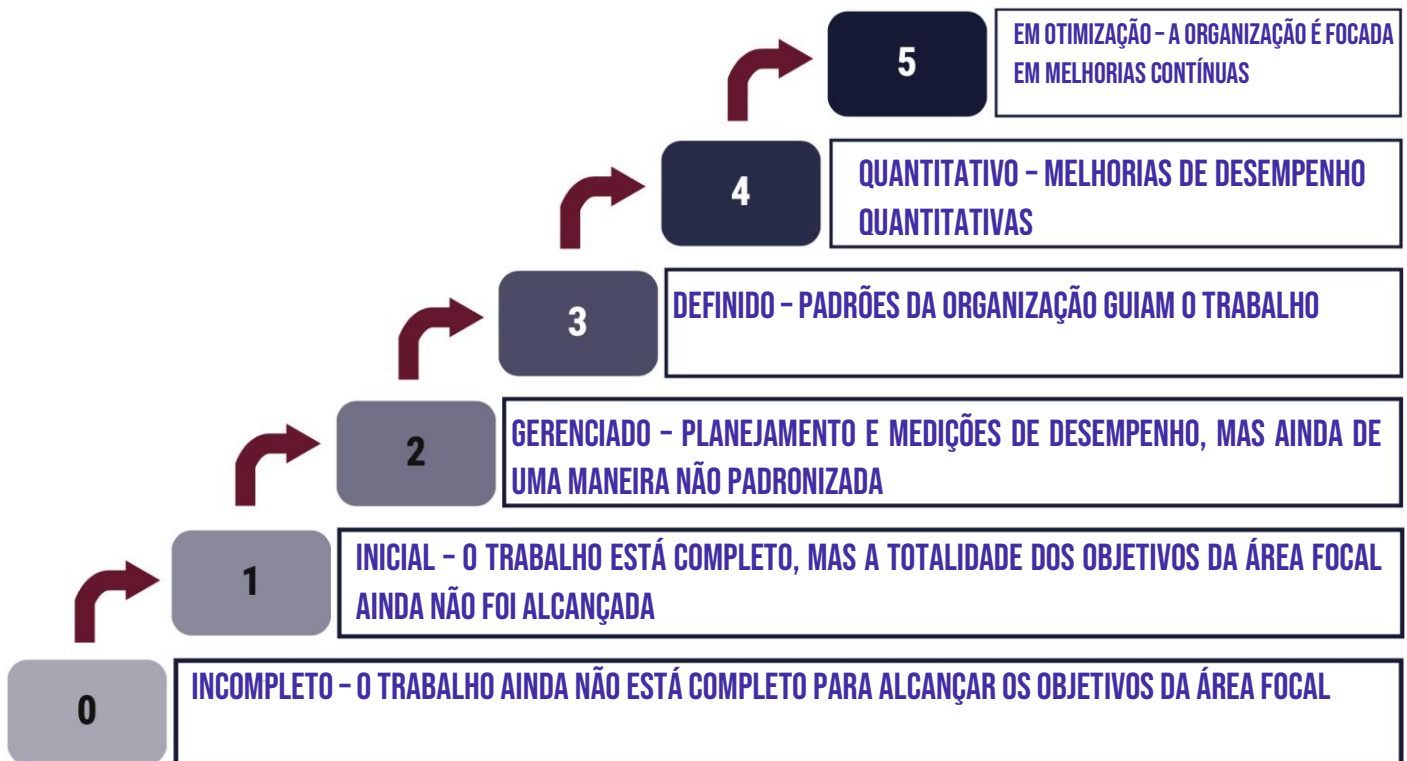 5
EM OTIMIZAÇÃO – A ORGANIZAÇÃO É FOCADA
EM MELHORIAS CONTÍNUAS
4
QUANTITATIVO – MELHORIAS DE DESEMPENHO
QUANTITATIVAS
3
DEFINIDO – PADRÕES DA ORGANIZAÇÃO GUIAM O TRABALHO
2
GERENCIADO – PLANEJAMENTO E MEDIÇÕES DE DESEMPENHO, MAS AINDA DE
UMA MANEIRA NÃO PADRONIZADA
1
INICIAL – O TRABALHO ESTÁ COMPLETO, MAS A TOTALIDADE DOS OBJETIVOS DA ÁREA FOCAL
AINDA NÃO FOI ALCANÇADA
0
INCOMPLETO – O TRABALHO AINDA NÃO ESTÁ COMPLETO PARA ALCANÇAR OS OBJETIVOS DA ÁREA FOCAL